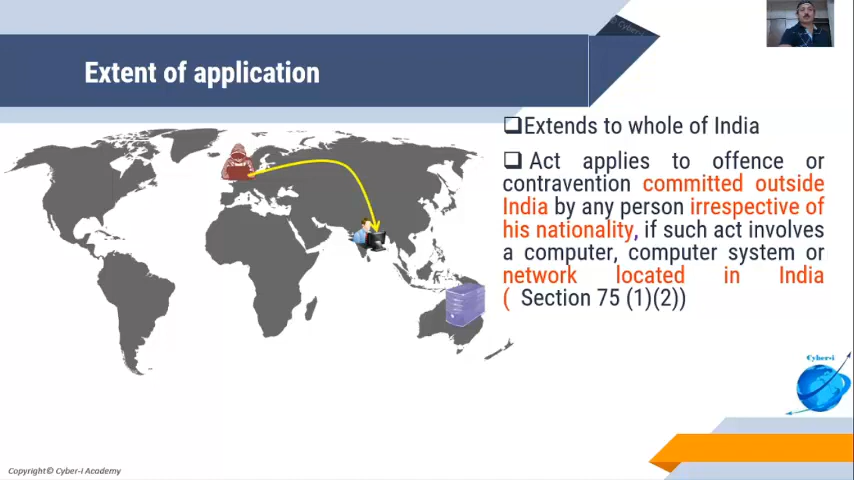 Extent of application
❑Extends to whole of India
❑ Act applies to offence or
contravention committed outside
India by any person irrespective of
his nationality, if such act involves
a computer, computer system or
network located in India
( Section 75 (1)(2))
Cyber-i
Copyright© Cyber-I Academy